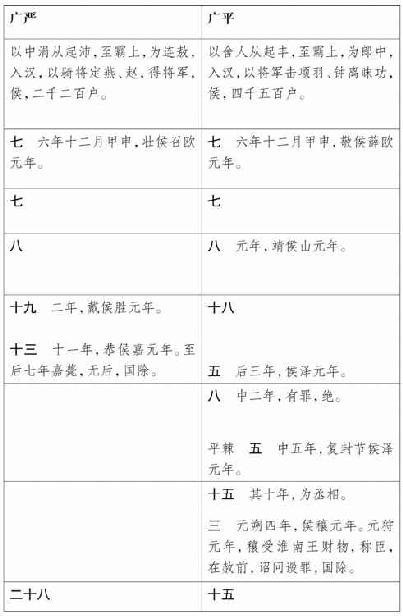 广严
广平
以中涓从起沛，至霸上，为连敖，
入汉，以骑将定燕、赵，得将军，
侯，二千二百户。
以舍人从起丰，至霸上，为郎中，
入汉，以将军击项羽、钟离眛功，
侯，四千五百户。
七　六年十二月甲申，壮侯召欧
元年。
七　六年十二月甲申，敬侯薛欧
元年。
七
七
八
八　元年，靖侯山元年。
十九　二年，戴侯胜元年。
十三　十一年，恭侯嘉元年。至
后七年嘉薨，无后，国除。
十八
五　后三年，侯泽元年。
八　中二年，有罪，绝。
平棘　五　中五年，复封节侯泽
元年。
十五　其十年，为丞相。
三　元朔四年，侯穰元年。元狩
元年，穰受淮南王财物，称臣，
在赦前，诏问谩罪，国除。
二十八
十五